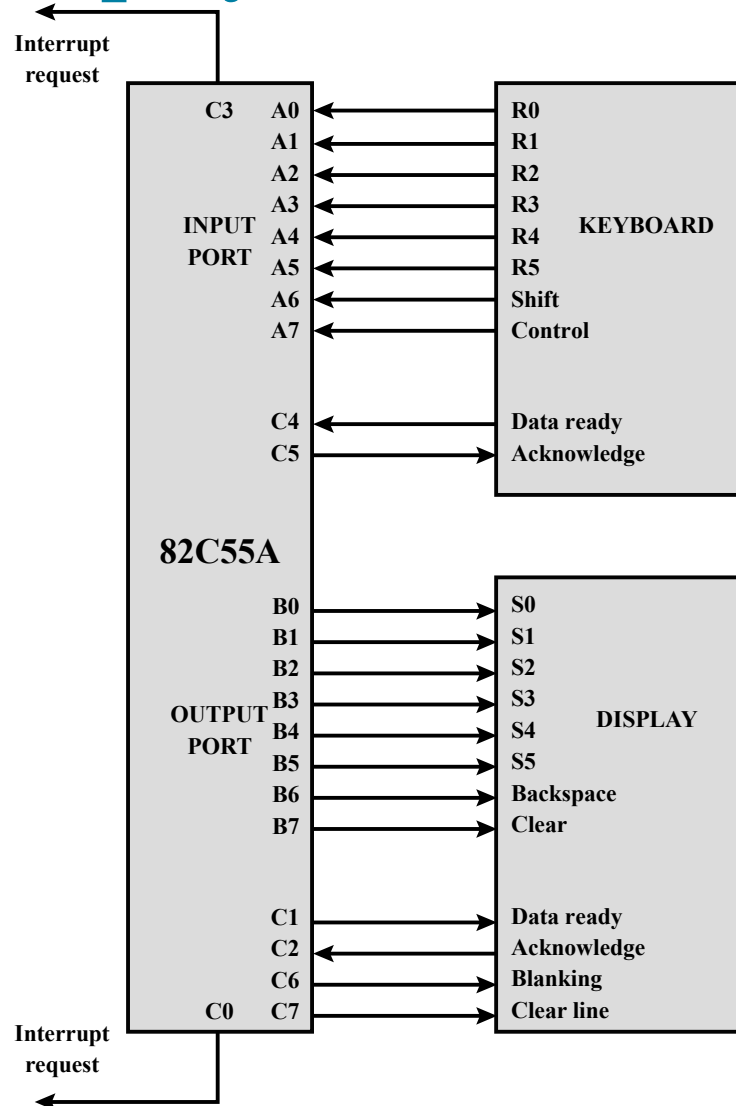 Interrupt
request
C3
A0
A1
A2
A3
A4
A5
A6
A7
INPUT
PORT
C4
C5
R0
R1
R2
R3
R4
R5
Shift
Control
KEYBOARD
Data ready
Acknowledge
82C55A
B0
B1
B2
B3
B4
B5
B6
B7
OUTPUT
PORT
C1
C2
C6
C7
C0
S0
S1
S2
S3
S4
S5
Backspace
Clear
DISPLAY
Data ready
Acknowledge
Blanking
Clear line
Interrupt
request